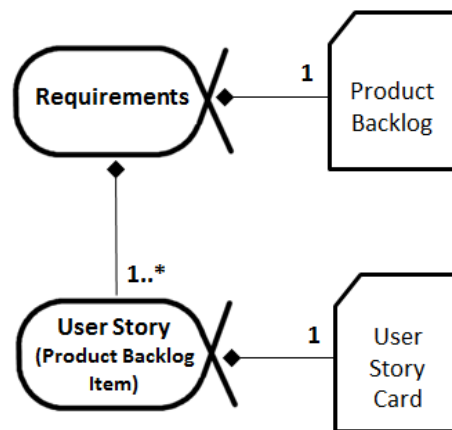 Requirements
1
Product
Backlog
1..*
User Story
(Product Backlog
Item)
1
User
Story
Card